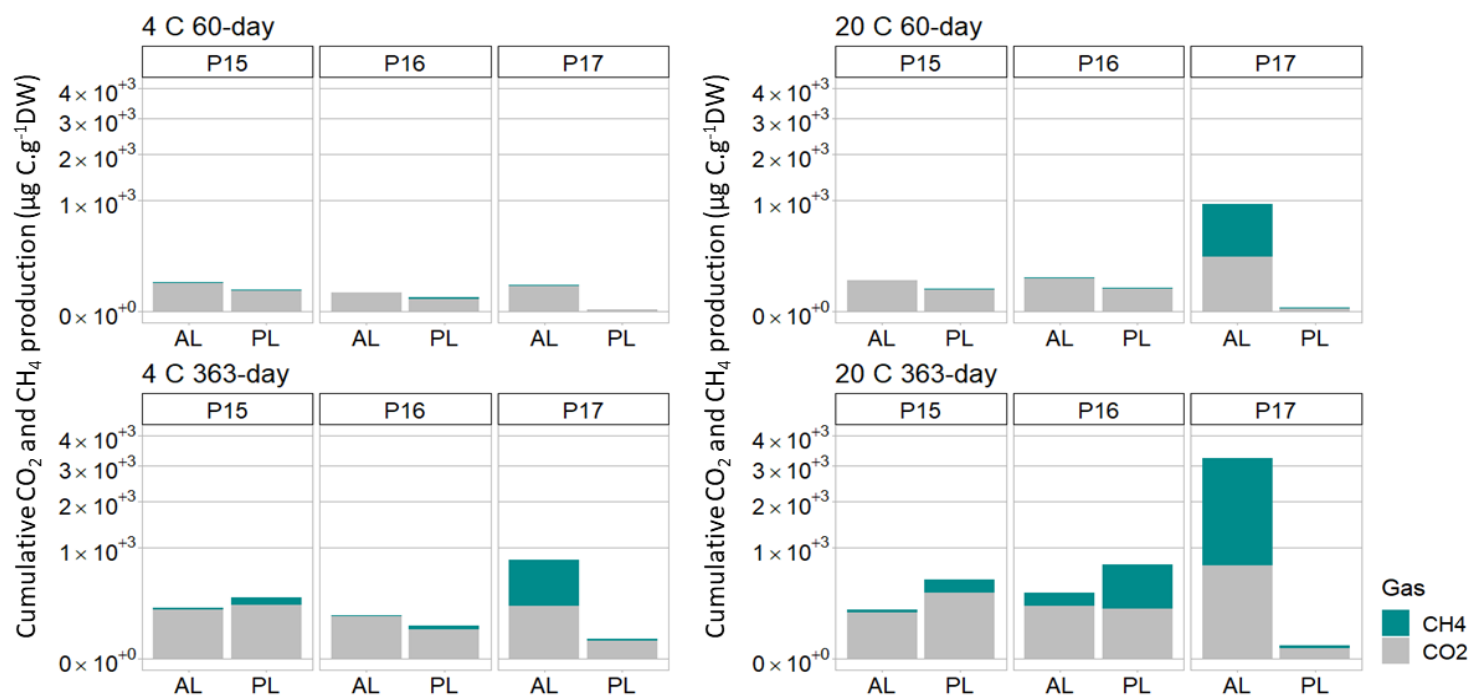 4 C 60-day
P15 P16 P17
4 × 10⁺³
3 × 10⁺³
2 × 10⁺³
1 × 10⁺³
0 × 10⁺⁰
AL PL AL PL AL PL
Cumulative CO₂ and CH₄ production (µg C.g⁻¹DW)
20 C 60-day
P15 P16 P17
4 × 10⁺³
3 × 10⁺³
2 × 10⁺³
1 × 10⁺³
0 × 10⁺⁰
AL PL AL PL AL PL
Cumulative CO₂ and CH₄ production (µg C.g⁻¹DW)
4 C 363-day
P15 P16 P17
4 × 10⁺³
3 × 10⁺³
2 × 10⁺³
1 × 10⁺³
0 × 10⁺⁰
AL PL AL PL AL PL
20 C 363-day
P15 P16 P17
4 × 10⁺³
3 × 10⁺³
2 × 10⁺³
1 × 10⁺³
0 × 10⁺⁰
AL PL AL PL AL PL
Gas
CH4
CO2